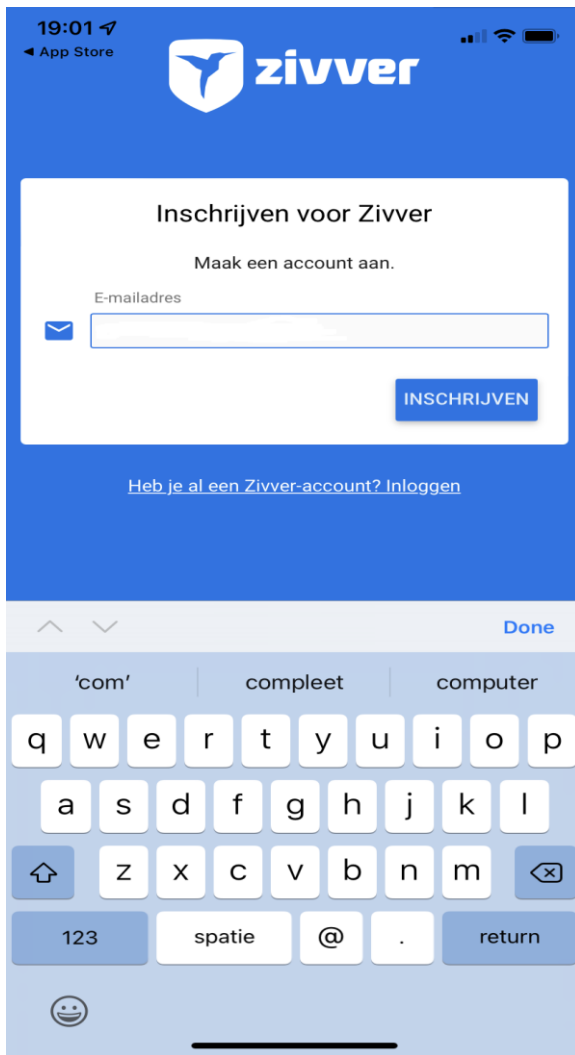 19:01
◀ App Store
zivver
Inschrijven voor Zivver
Maak een account aan.
E-mailadres
INSCHRIJVEN
Heb je al een Zivver-account? Inloggen
Done
‘com’ compleet computer
q w e r t y u i o p
a s d f g h j k l
z x c v b n m
123 spatie @ . return